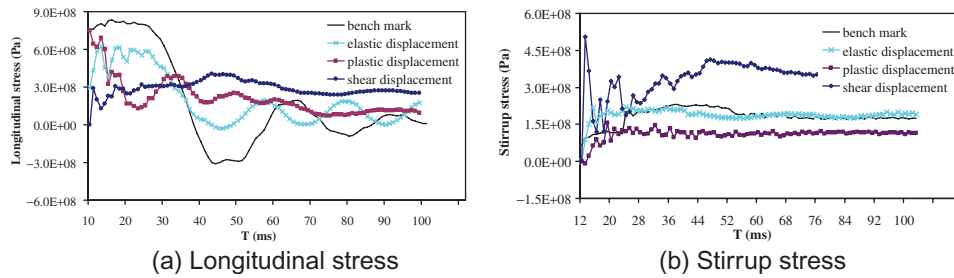 9.0E+08
6.0E+08
3.0E+08
0.0E+00
-3.0E+08
-6.0E+08
Longitudinal stress (Pa)
bench mark
elastic displacement
plastic displacement
shear displacement
10 20 30 40 50 60 70 80 90 100
T (ms)
(a) Longitudinal stress
6.0E+08
4.5E+08
3.0E+08
1.5E+08
0.0E+00
-1.5E+08
Stirrup stress (Pa)
bench mark
elastic displacement
plastic displacement
shear displacement
12 20 28 36 44 52 60 68 76 84 92 100
T (ms)
(b) Stirrup stress